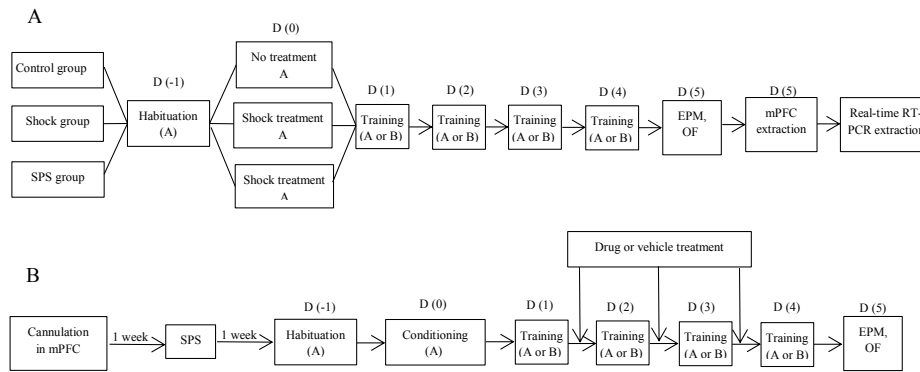 A
Control group
Shock group
SPS group
D (-1)
Habituation
(A)
D (0)
No treatment
A
Shock treatment
A
Shock treatment
A
D (1)
Training
(A or B)
D (2)
Training
(A or B)
D (3)
Training
(A or B)
D (4)
Training
(A or B)
D (5)
EPM,
OF
D (5)
mPFC
extraction
Real-time RT-
PCR extraction
B
Drug or vehicle treatment
Cannulation
in mPFC
1 week
SPS
1 week
D (-1)
Habituation
(A)
D (0)
Conditioning
(A)
D (1)
Training
(A or B)
D (2)
Training
(A or B)
D (3)
Training
(A or B)
D (4)
Training
(A or B)
D (5)
EPM,
OF